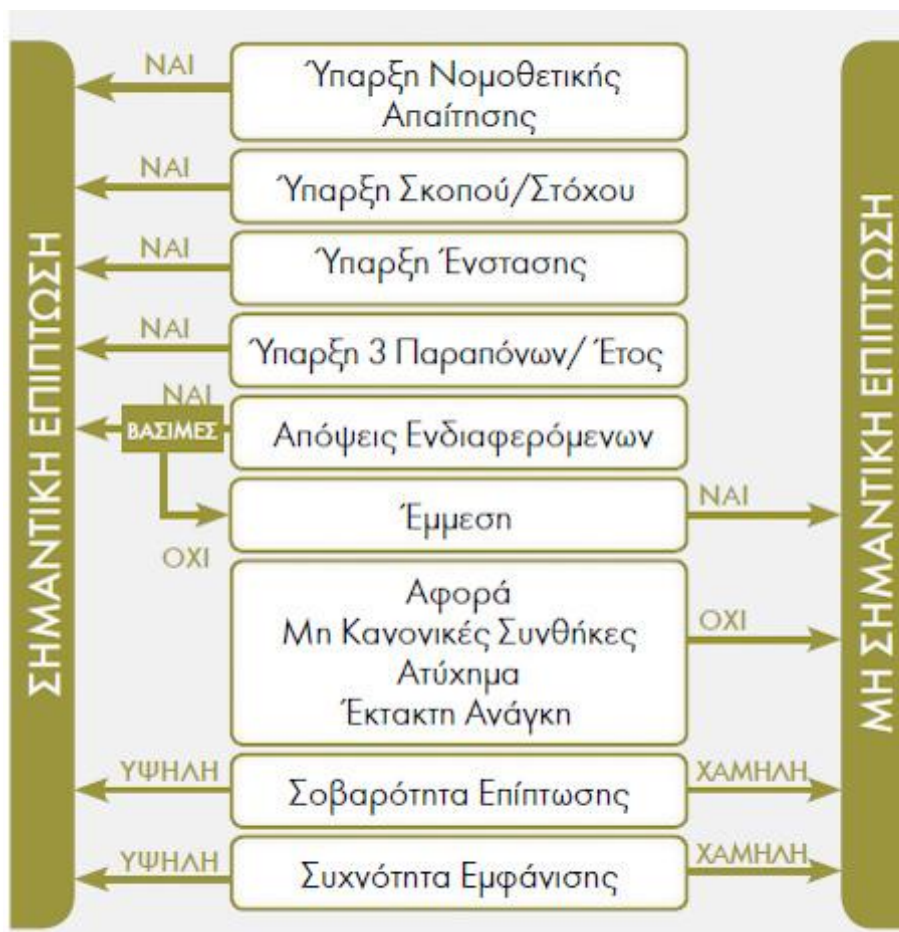 ΣΗΜΑΝΤΙΚΗ ΕΠΙΠΤΩΣΗ
ΝΑΙ
Ύπαρξη Νομοθετικής
Απαίτησης
ΝΑΙ
Ύπαρξη Σκοπού/Στόχου
ΝΑΙ
Ύπαρξη Ένστασης
ΝΑΙ
Ύπαρξη 3 Παραπόνων/ Έτος
ΝΑΙ
ΒΑΣΙΜΕΣ
Απόψεις Ενδιαφερόμενων
ΟΧΙ
Έμμεση
ΝΑΙ
Αφορά
Μη Κανονικές Συνθήκες
Ατύχημα
Έκτακτη Ανάγκη
ΟΧΙ
ΥΨΗΛΗ
Σοβαρότητα Επίπτωσης
ΧΑΜΗΛΗ
ΥΨΗΛΗ
Συχνότητα Εμφάνισης
ΧΑΜΗΛΗ
ΜΗ ΣΗΜΑΝΤΙΚΗ ΕΠΙΠΤΩΣΗ